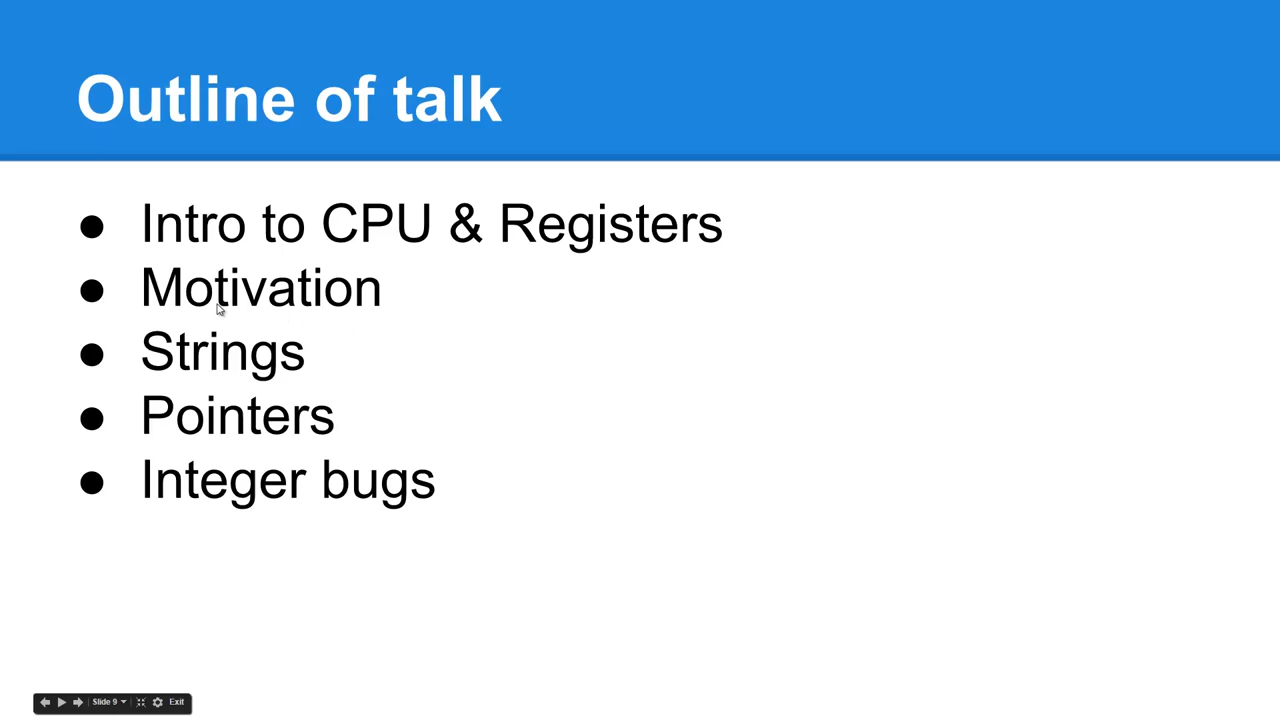 Outline of talk
● Intro to CPU & Registers
● Motivation
● Strings
● Pointers
● Integer bugs
Slide 9 Exit